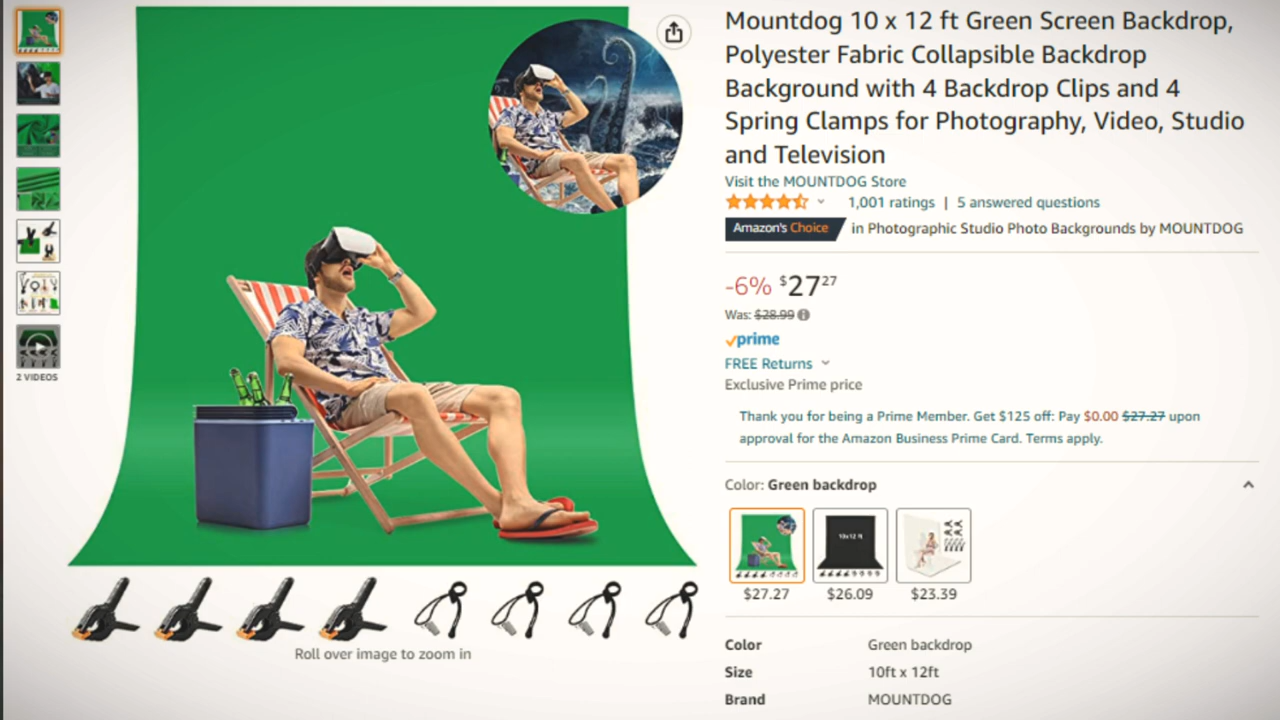 Mountdog 10 x 12 ft Green Screen Backdrop,
Polyester Fabric Collapsible Backdrop
Background with 4 Backdrop Clips and 4
Spring Clamps for Photography, Video, Studio
and Television
Visit the MOUNTDOG Store
1,001 ratings | 5 answered questions
Amazon's Choice in Photographic Studio Photo Backgrounds by MOUNTDOG
-6% $27 27
Was: $28.99
prime
FREE Returns
Exclusive Prime price
Thank you for being a Prime Member. Get $125 off: Pay $0.00 $27.27 upon
approval for the Amazon Business Prime Card. Terms apply.
Color: Green backdrop
10x12 ft
$27.27 $26.09 $23.39
Color Green backdrop
Size 10ft x 12ft
Brand MOUNTDOG
2 VIDEOS
Roll over image to zoom in